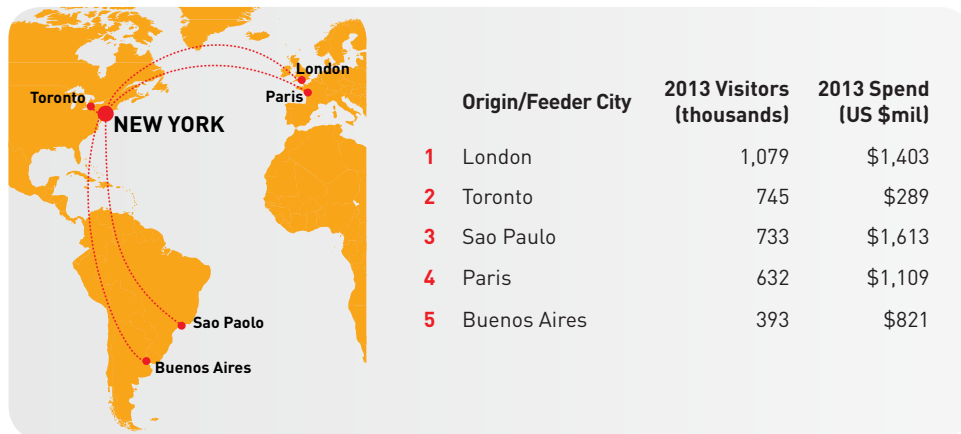 London
Toronto
Paris
NEW YORK
Sao Paolo
Buenos Aires
Origin/Feeder City 2013 Visitors (thousands) 2013 Spend (US $mil)
1 London 1,079 $1,403
2 Toronto 745 $289
3 Sao Paulo 733 $1,613
4 Paris 632 $1,109
5 Buenos Aires 393 $821